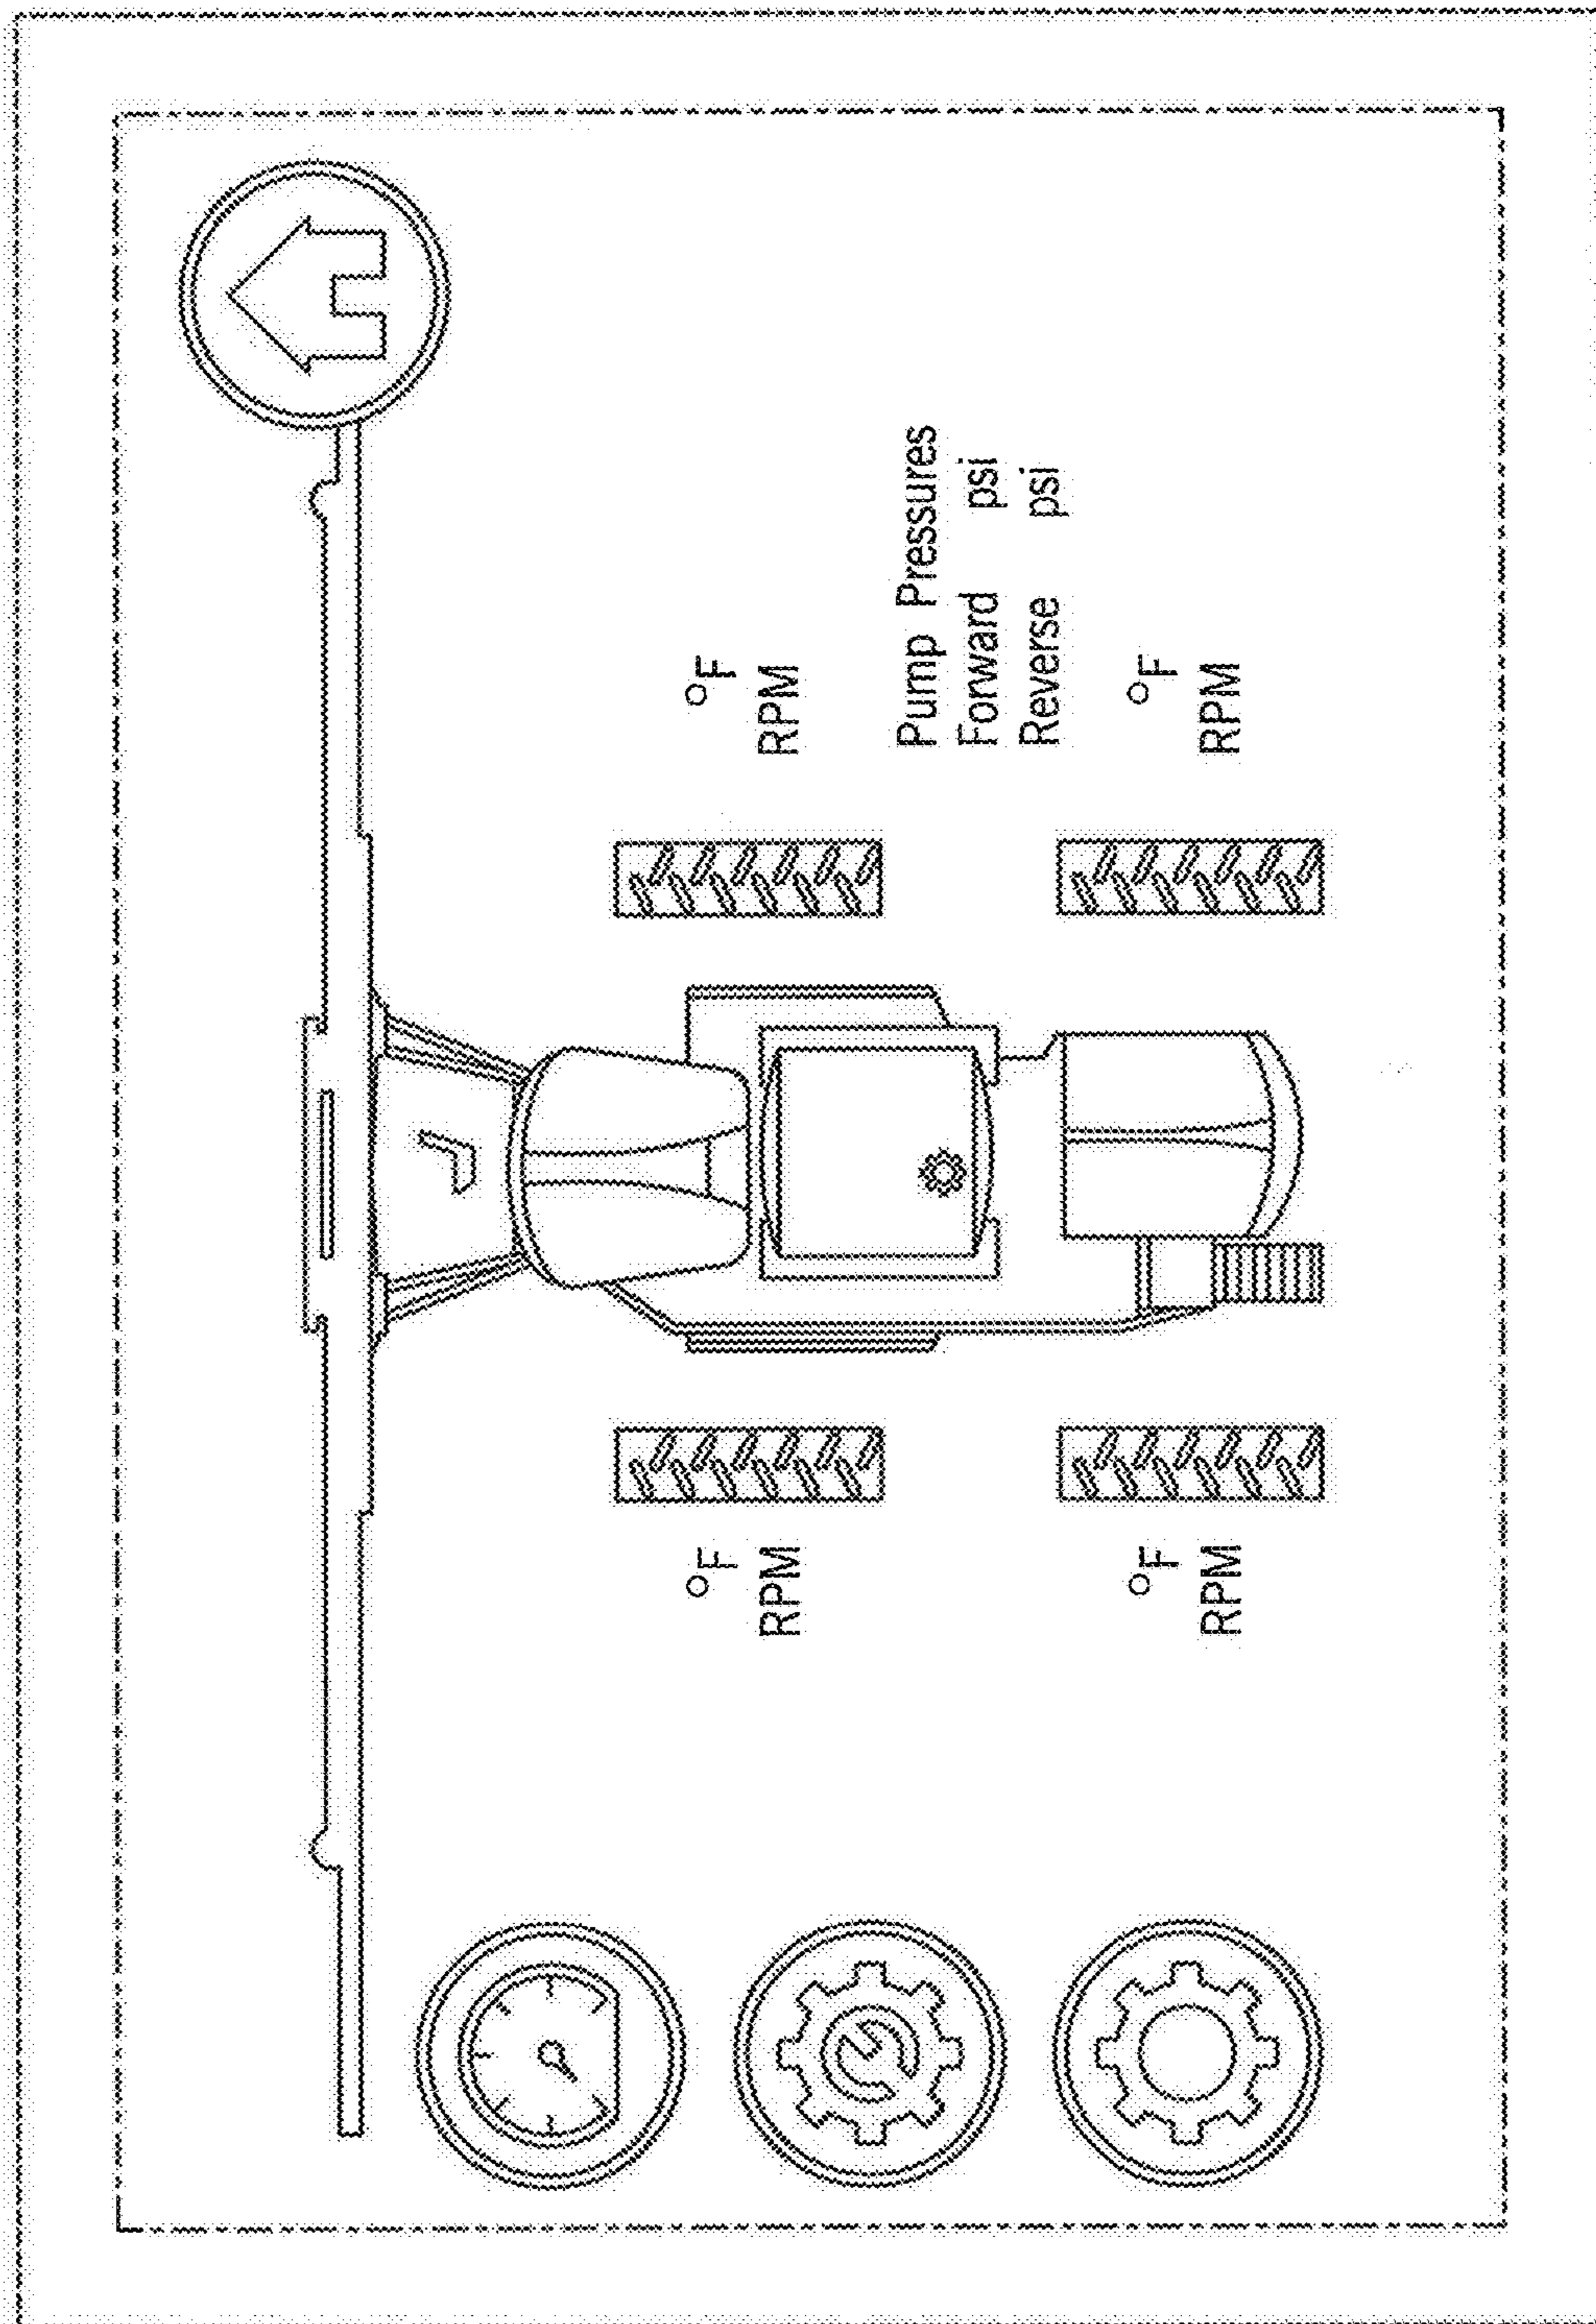 °F
RPM
°F
RPM
Pump Pressures
Forward psi
Reverse psi
°F
RPM
°F
RPM